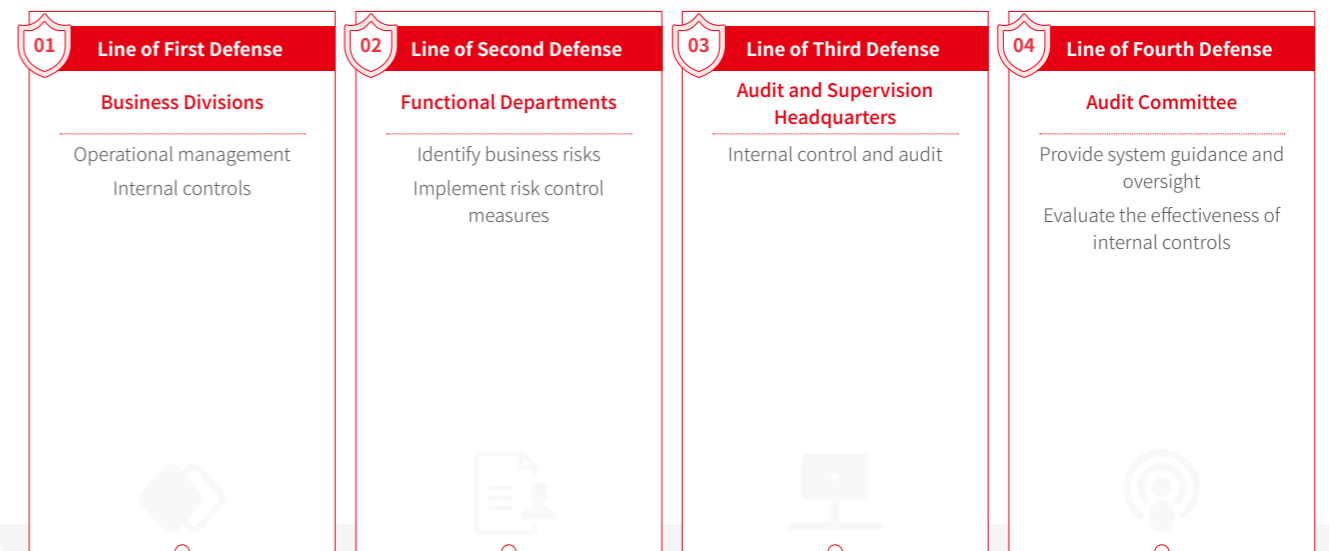 01
Line of First Defense
Business Divisions
Operational management
Internal controls
02
Line of Second Defense
Functional Departments
Identify business risks
Implement risk control
measures
03
Line of Third Defense
Audit and Supervision
Headquarters
Internal control and audit
04
Line of Fourth Defense
Audit Committee
Provide system guidance and
oversight
Evaluate the effectiveness of
internal controls